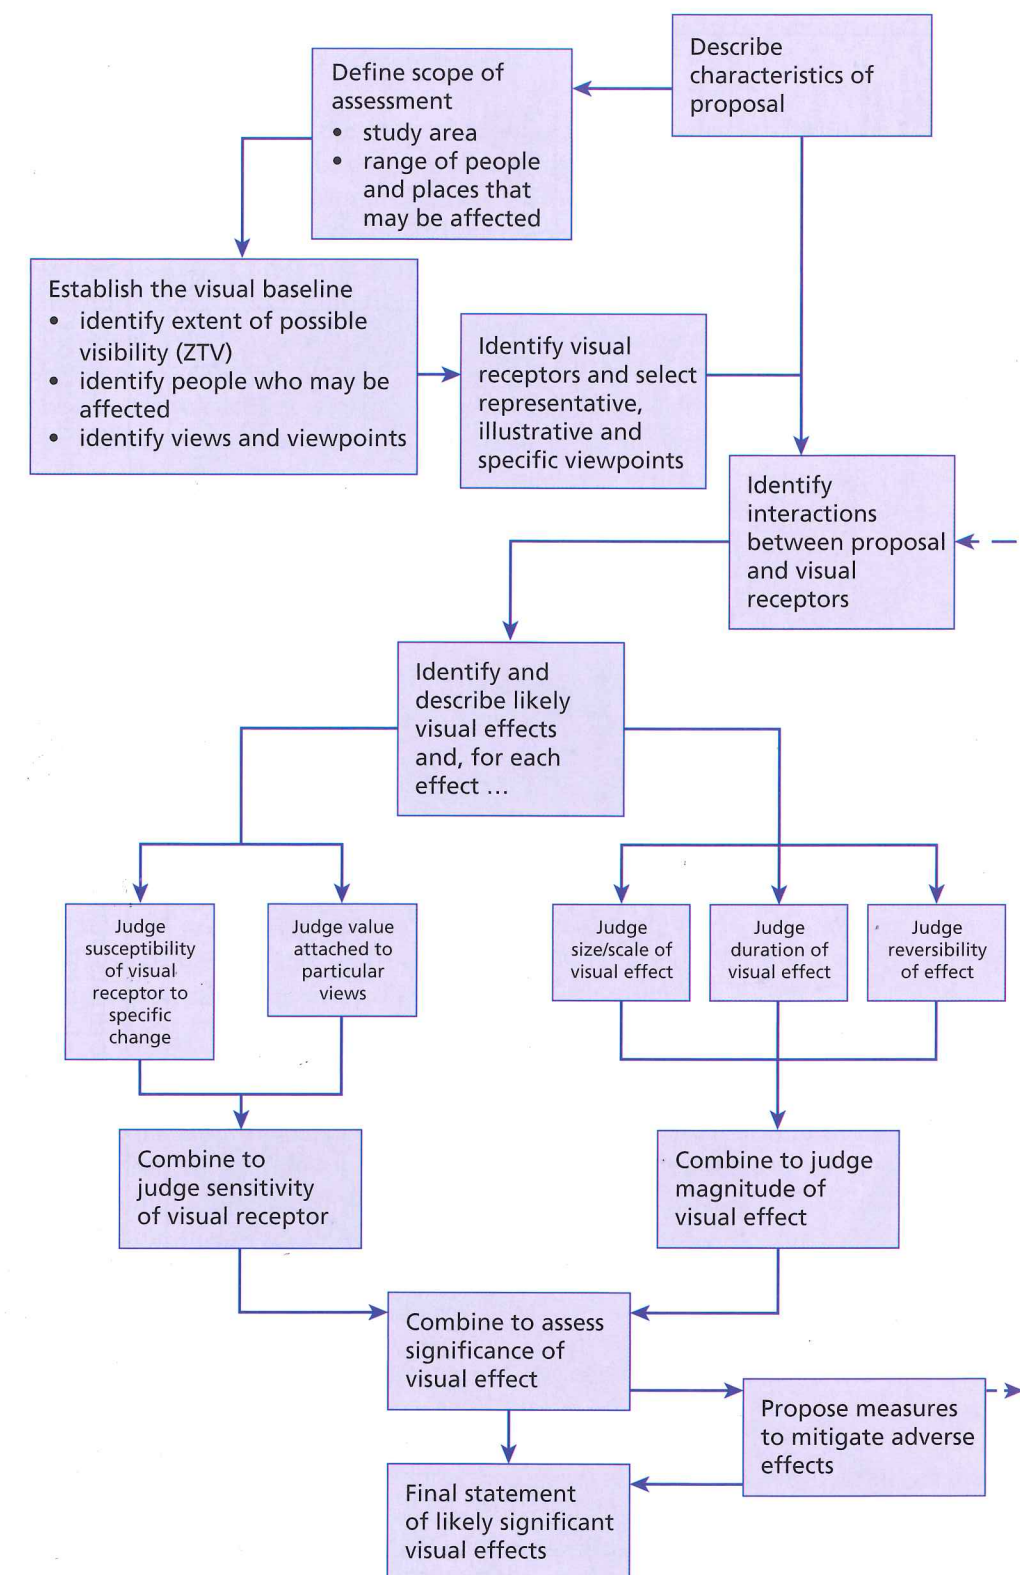 Describe
characteristics of
proposal
Define scope of
assessment
• study area
• range of people
and places that
may be affected
Establish the visual baseline
• identify extent of possible
visibility (ZTV)
• identify people who may be
affected
• identify views and viewpoints
Identify visual
receptors and select
representative,
illustrative and
specific viewpoints
Identify
interactions
between proposal
and visual
receptors
Identify and
describe likely
visual effects
and, for each
effect ...
Judge
susceptibility
of visual
receptor to
specific
change
Judge value
attached to
particular
views
Judge
size/scale of
visual effect
Judge
duration of
visual effect
Judge
reversibility
of effect
Combine to
judge sensitivity
of visual receptor
Combine to judge
magnitude of
visual effect
Combine to assess
significance of
visual effect
Propose measures
to mitigate adverse
effects
Final statement
of likely significant
visual effects